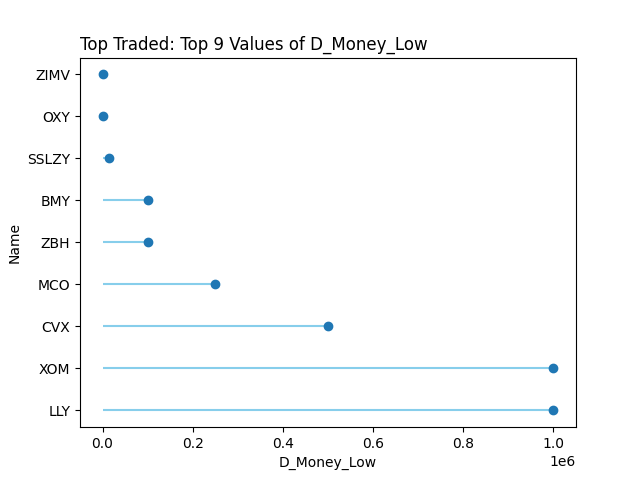 Top Traded: Top 9 Values of D_Money_Low
ZIMV
OXY
SSLZY
BMY
ZBH
MCO
CVX
XOM
LLY
Name
0.0 0.2 0.4 0.6 0.8 1.0
1e6
D_Money_Low